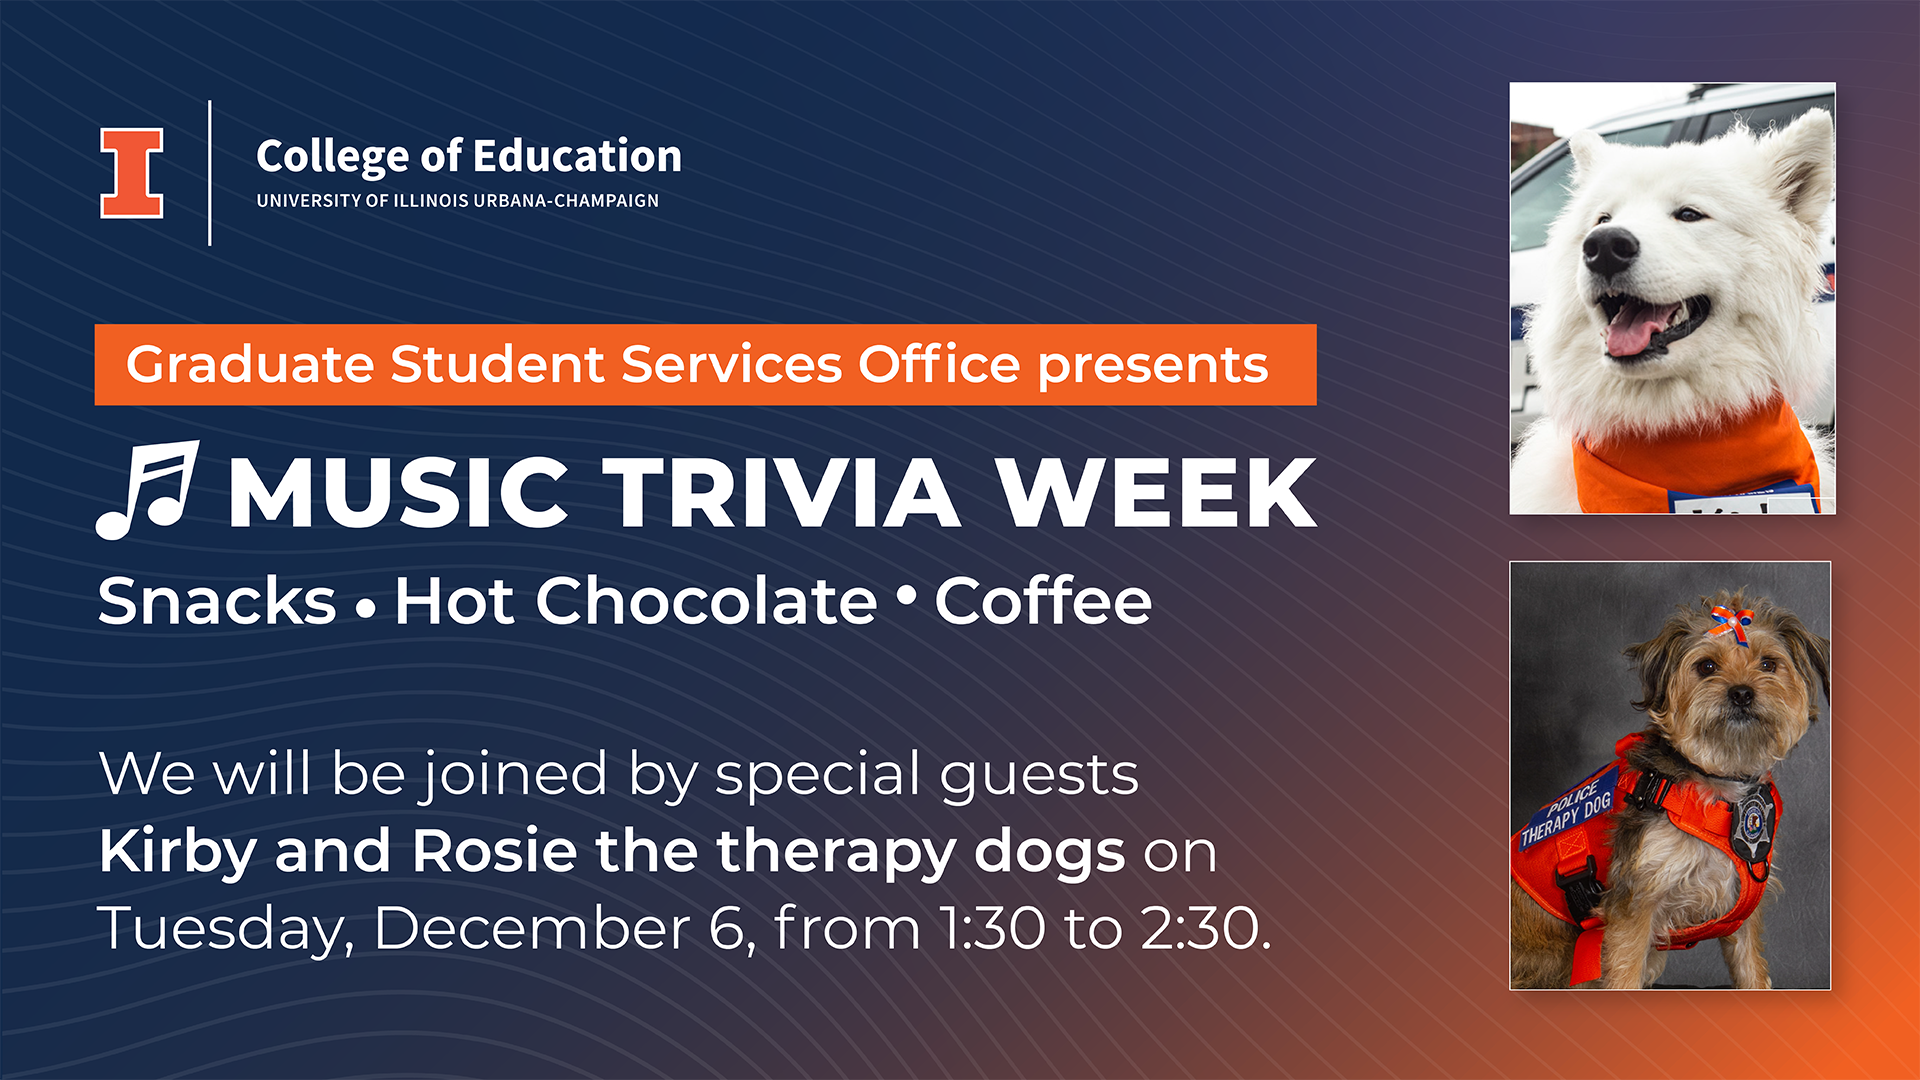 I
College of Education
UNIVERSITY OF ILLINOIS URBANA-CHAMPAIGN
Graduate Student Services Office presents
MUSIC TRIVIA WEEK
Snacks • Hot Chocolate • Coffee
We will be joined by special guests
Kirby and Rosie the therapy dogs on
Tuesday, December 6, from 1:30 to 2:30.
POLICE
THERAPY DOG